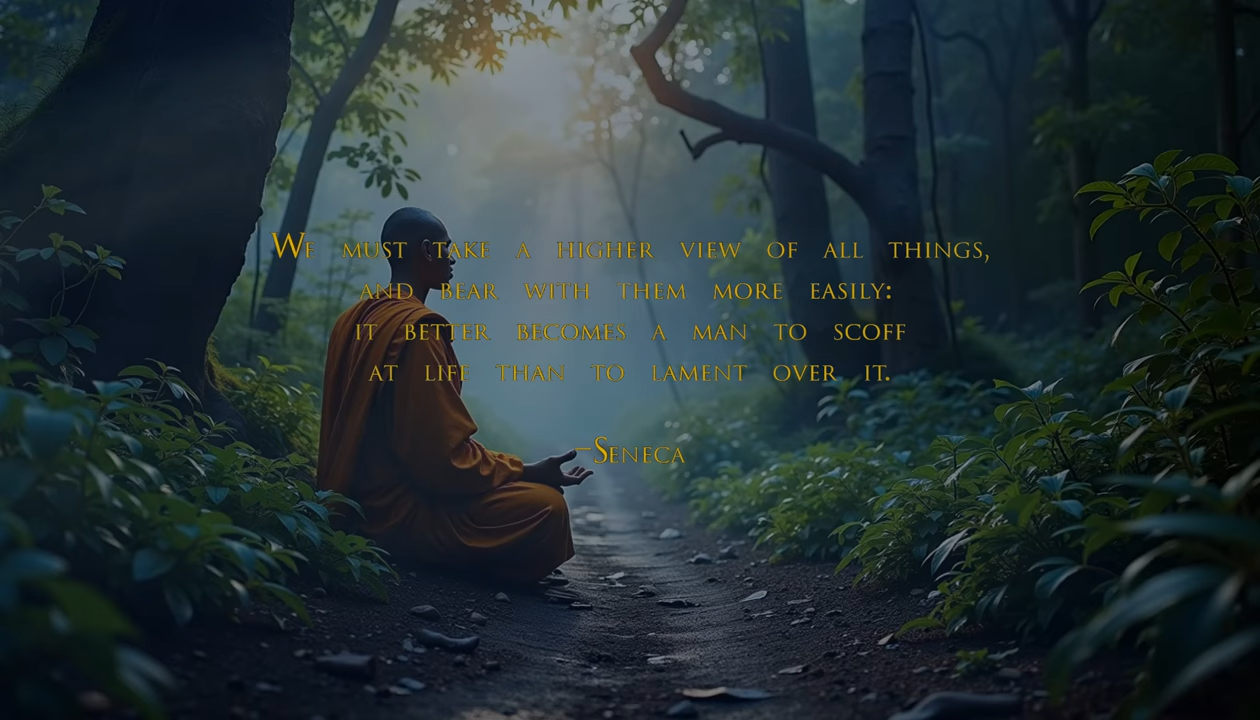 We must take a higher view of all things,
and bear with them more easily:
it better becomes a man to scoff
at life than to lament over it.
—Seneca